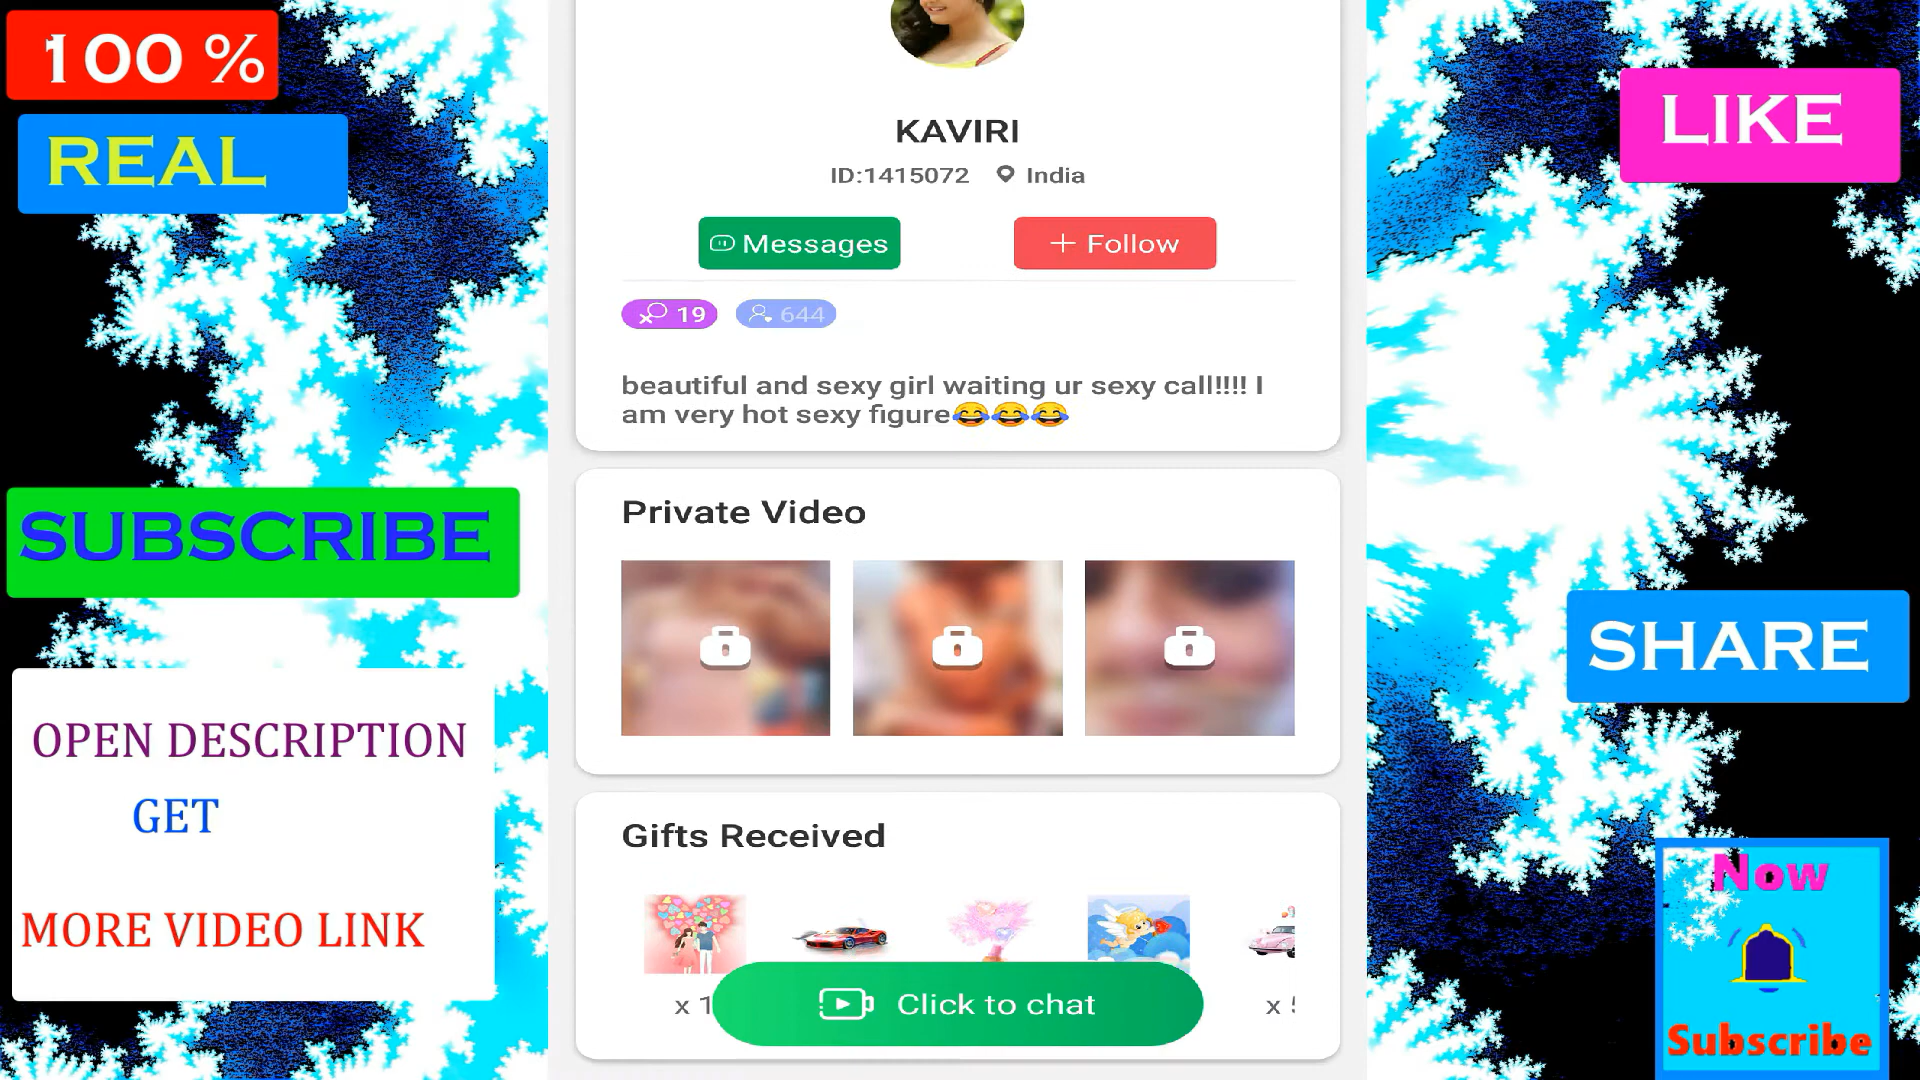 100 %
REAL
SUBSCRIBE
OPEN DESCRIPTION
GET
MORE VIDEO LINK
KAVIRI
ID:1415072 India
Messages
+ Follow
19 644
beautiful and sexy girl waiting ur sexy call!!!! I
am very hot sexy figure😂😂😂
Private Video
Gifts Received
x 1
Click to chat
LIKE
SHARE
Now
Subscribe